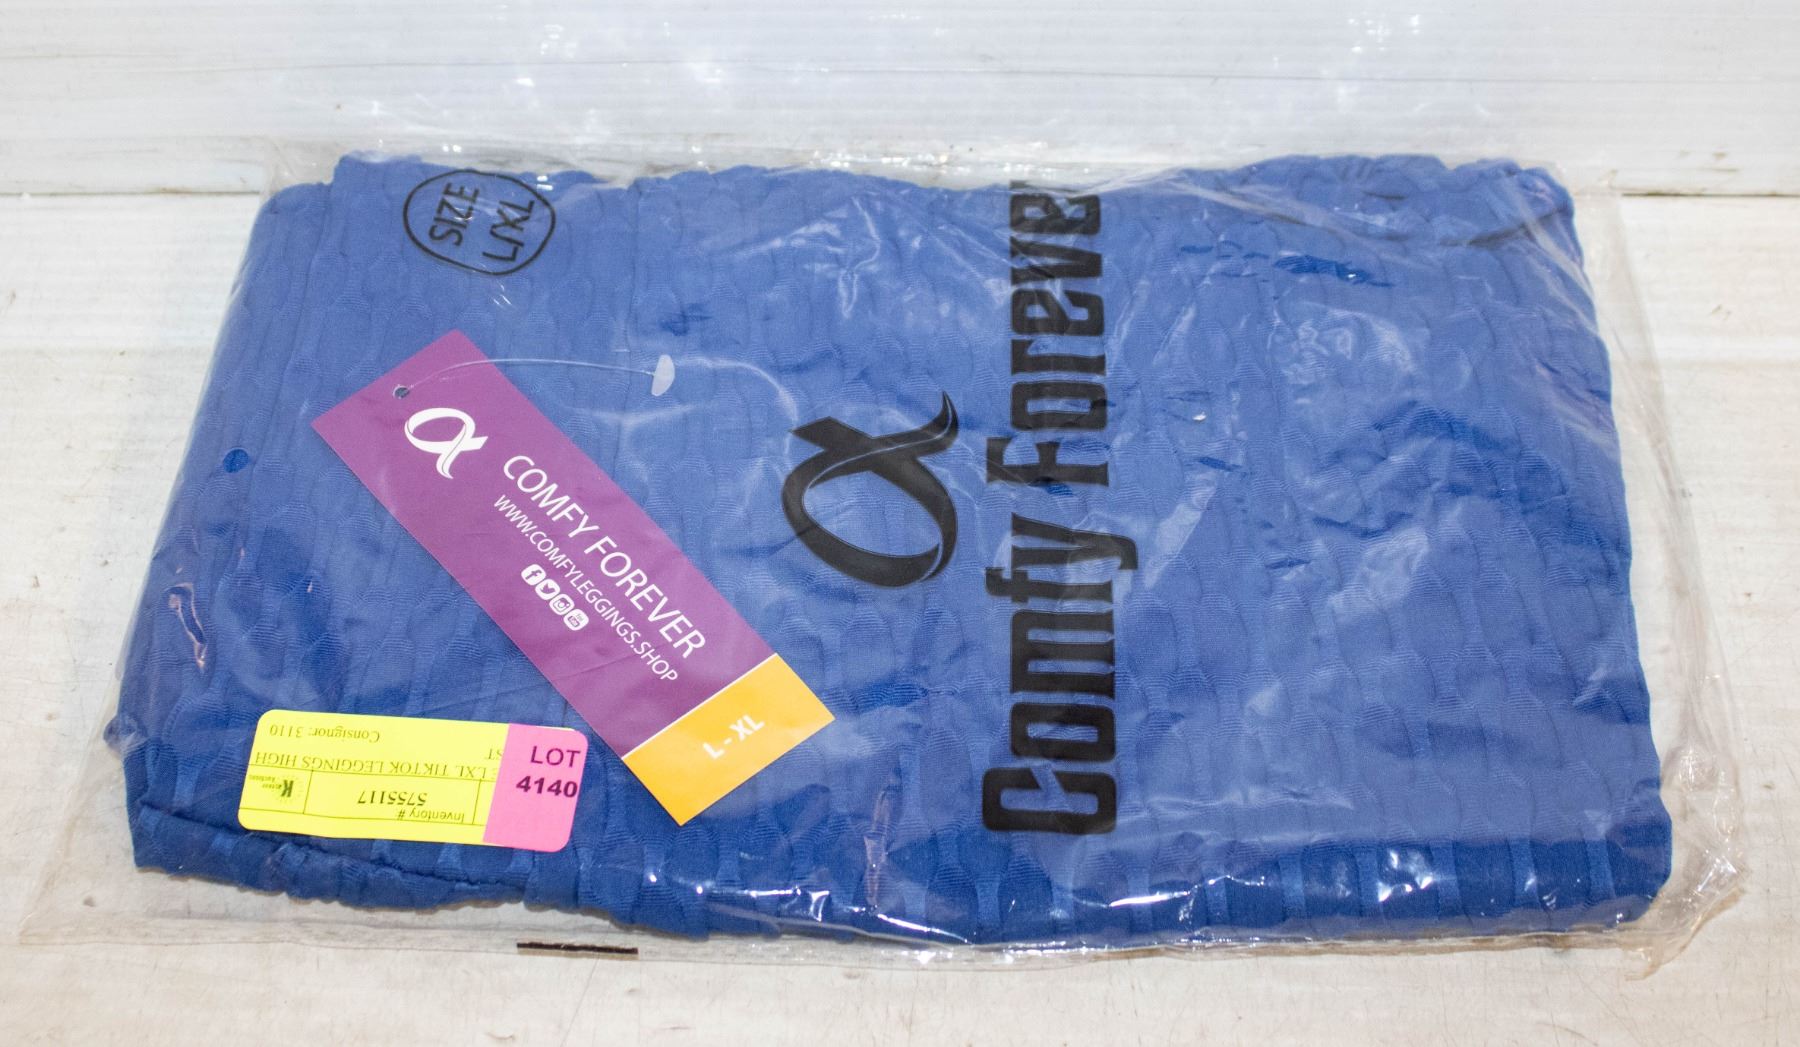 SIZE
L/XL
COMFY FOREVER
WWW.COMFYLEGGINGS.SHOP
L - XL
Comfy Forever
LOT
4140
Inventory #
5755117
LXL TIKTOK LEGGINGS HIGH
Consignor: 3110